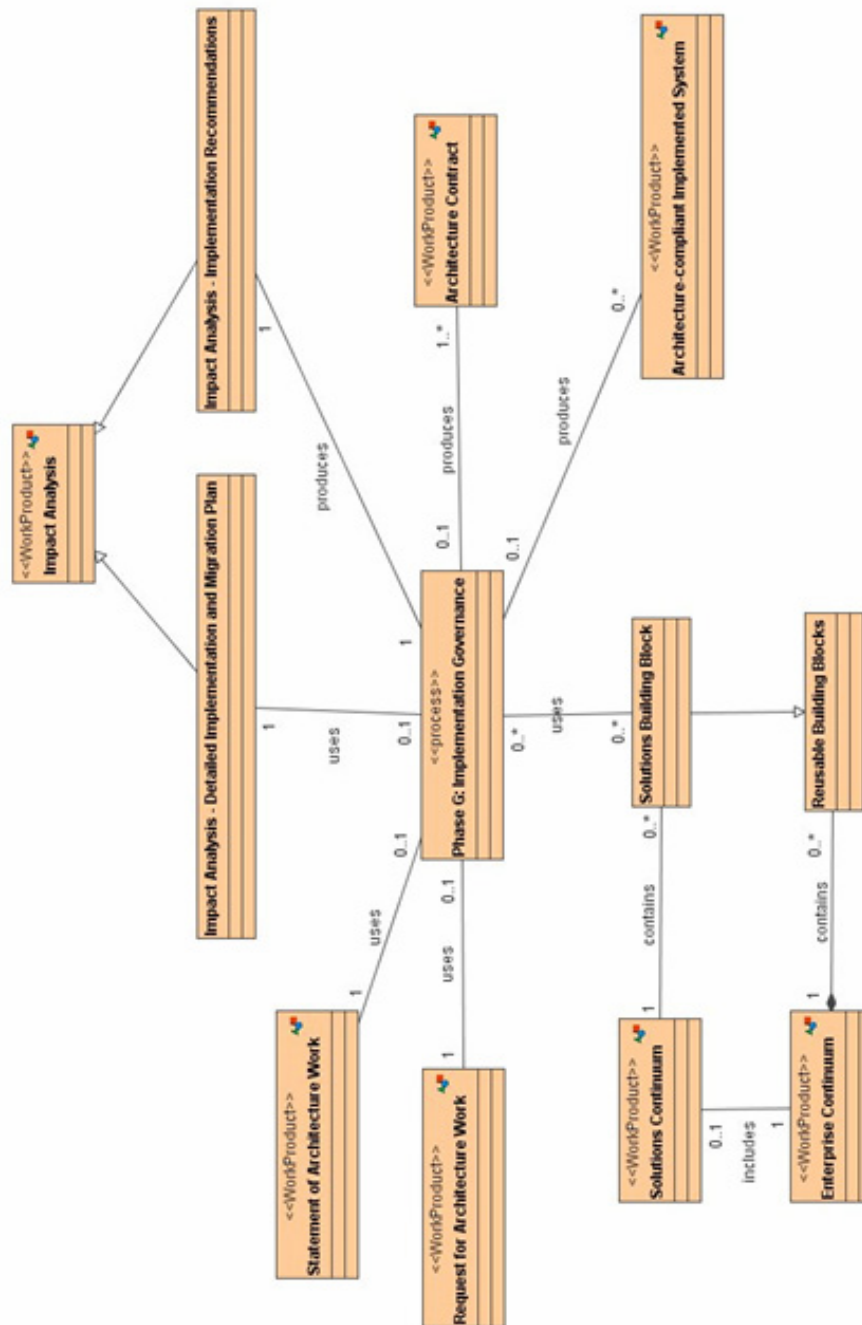 <<WorkProduct>>
Impact Analysis
Impact Analysis - Detailed Implementation and Migration Plan
Impact Analysis - Implementation Recommendations
1
1
<<WorkProduct>>
Statement of Architecture Work
uses
produces
1
uses
0..1
0..1
1
<<WorkProduct>>
Architecture Contract
<<WorkProduct>>
Request for Architecture Work
1
uses
0..1
<<process>>
Phase G: Implementation Governance
0..1
produces
1..*
0..*
uses
0..1
produces
0..*
<<WorkProduct>>
Architecture-compliant Implemented System
0..*
<<WorkProduct>>
Solutions Continuum
1
contains
0..*
Solutions Building Block
0..1
includes
1
<<WorkProduct>>
Enterprise Continuum
1
contains
0..*
Reusable Building Blocks